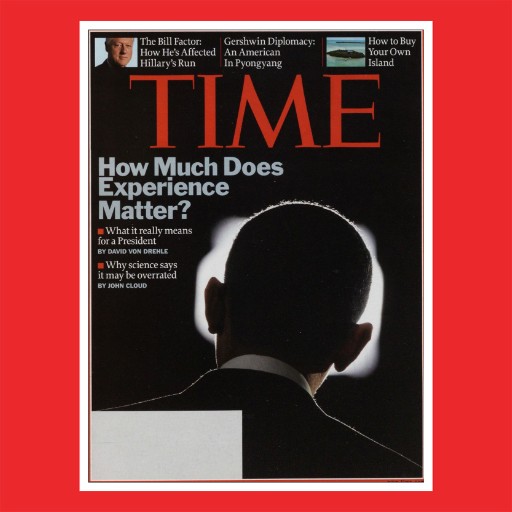 The Bill Factor:
How He's Affected
Hillary's Run
Gershwin Diplomacy:
An American
In Pyongyang
How to Buy
Your Own
Island
TIME
How Much Does
Experience
Matter?
What it really means
for a President
BY DAVID VON DREHLE
Why science says
it may be overrated
BY JOHN CLOUD